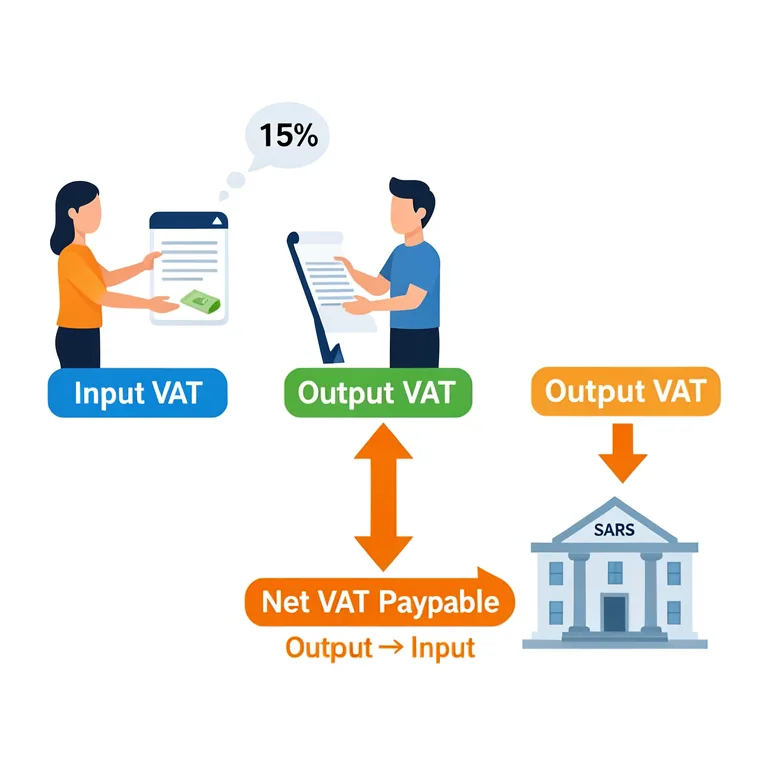 15%
Input VAT
Output VAT
Output VAT
SARS
Net VAT Paypable
Output → Input